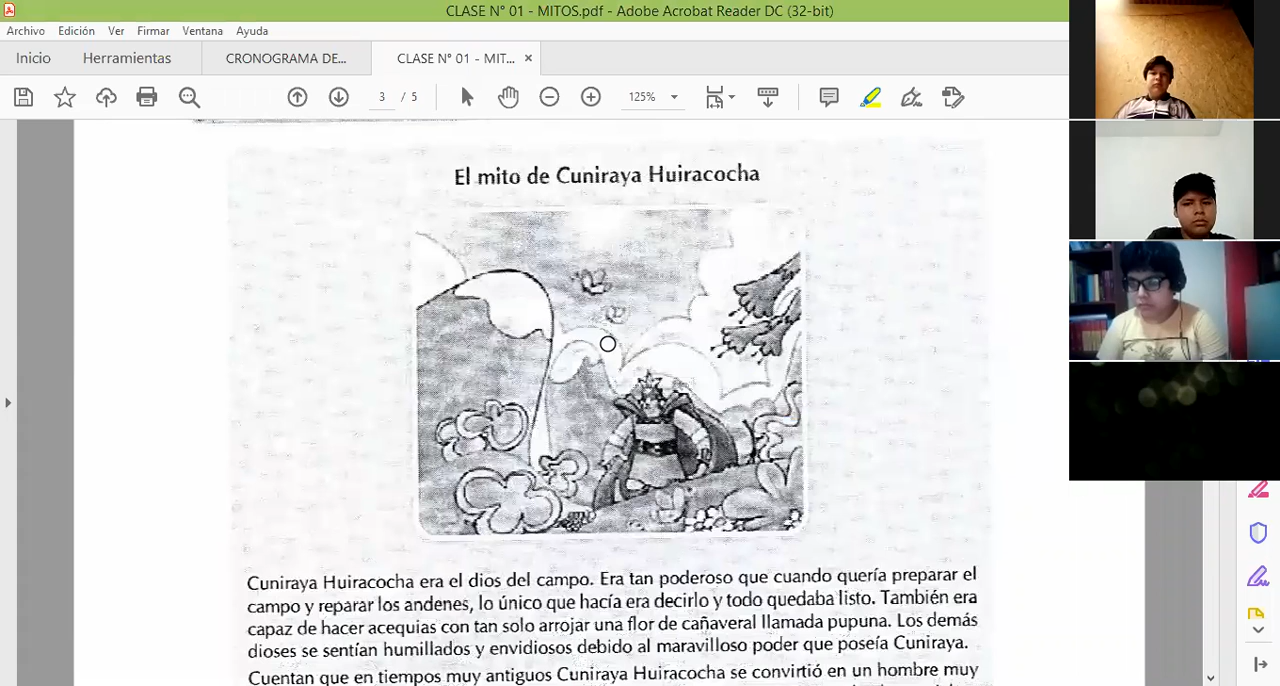 CLASE N° 01 - MITOS.pdf - Adobe Acrobat Reader DC (32-bit)
Archivo Edición Ver Firmar Ventana Ayuda
Inicio Herramientas CRONOGRAMA DE... CLASE N° 01 - MIT... ×
3 / 5 125%
El mito de Cuniraya Huiracocha
Cuniraya Huiracocha era el dios del campo. Era tan poderoso que cuando quería preparar el
campo y reparar los andenes, lo único que hacía era decirlo y todo quedaba listo. También era
capaz de hacer acequias con tan solo arrojar una flor de cañaveral llamada pupuna. Los demás
dioses se sentían humillados y envidiosos debido al maravilloso poder que poseía Cuniraya.
Cuentan que en tiempos muy antiguos Cuniraya Huiracocha se convirtió en un hombre muy